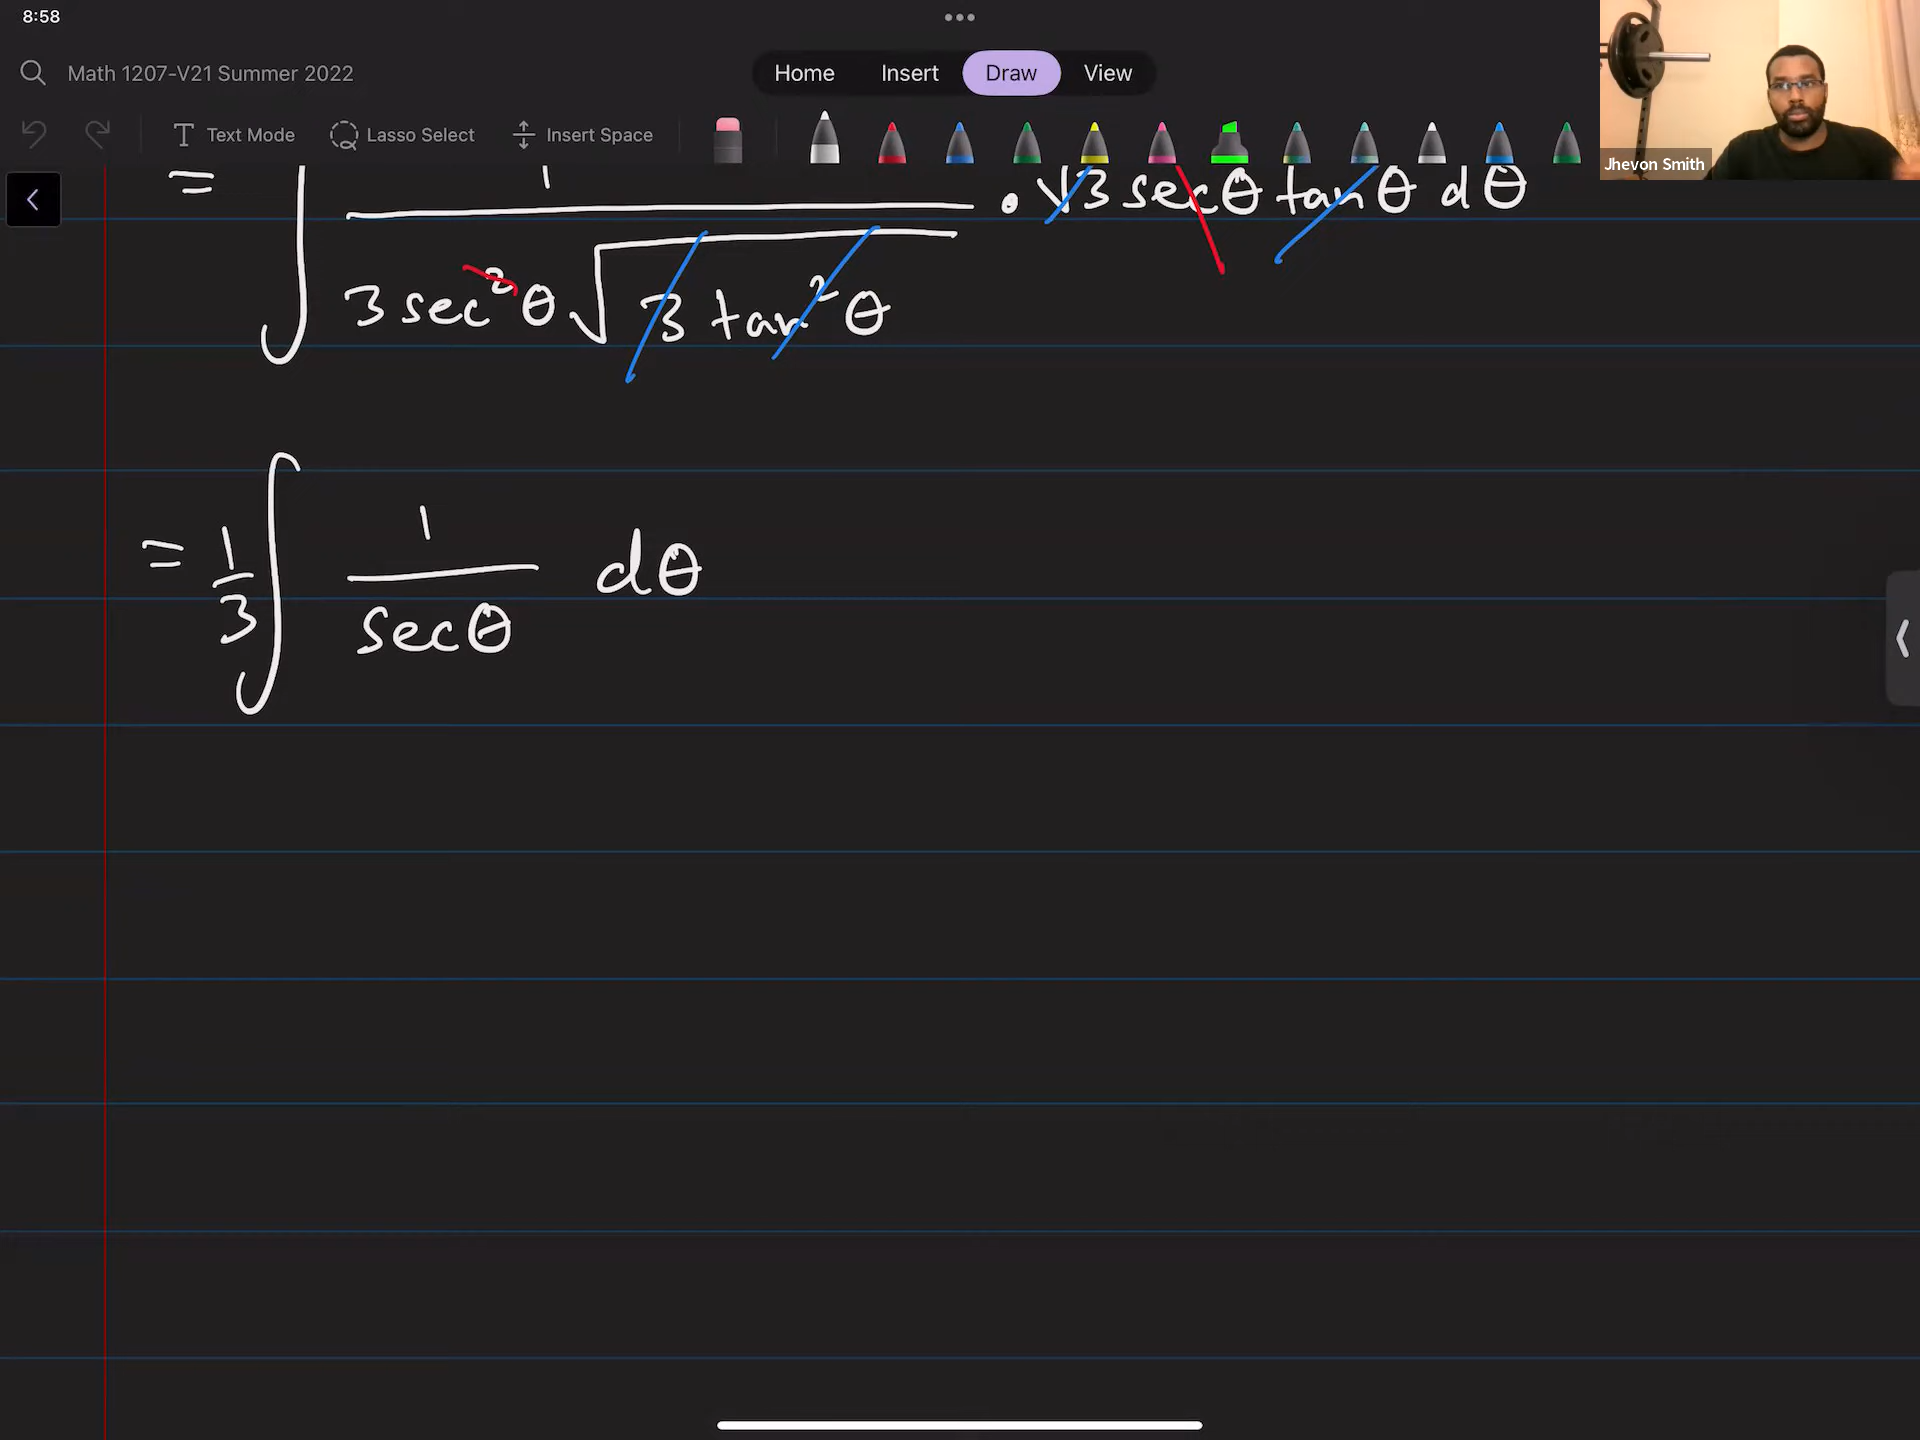 8:58
Math 1207-V21 Summer 2022
Home Insert Draw View
Text Mode Lasso Select Insert Space
Jhevon Smith
= ∫ 1 / (3 sec²θ √(3 tan²θ)) · √3 secθ tanθ dθ
= 1/3 ∫ 1/secθ dθ